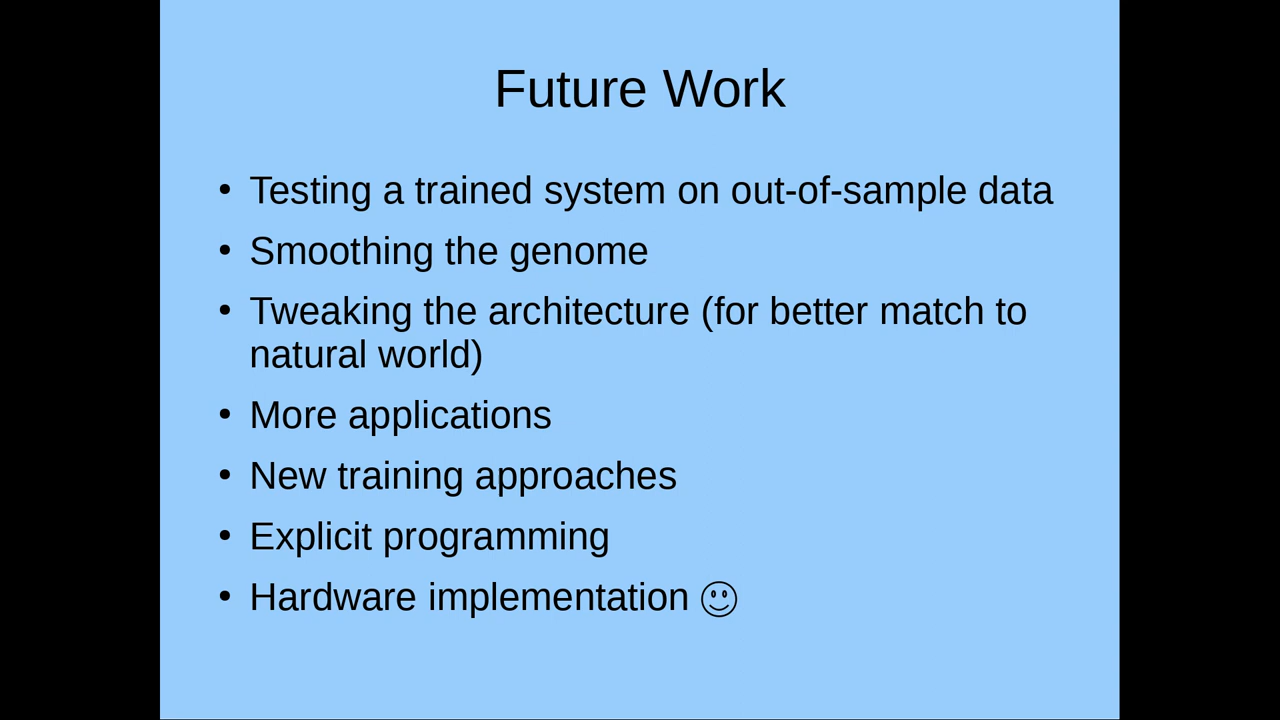 Future Work
• Testing a trained system on out-of-sample data
• Smoothing the genome
• Tweaking the architecture (for better match to
natural world)
• More applications
• New training approaches
• Explicit programming
• Hardware implementation ☺